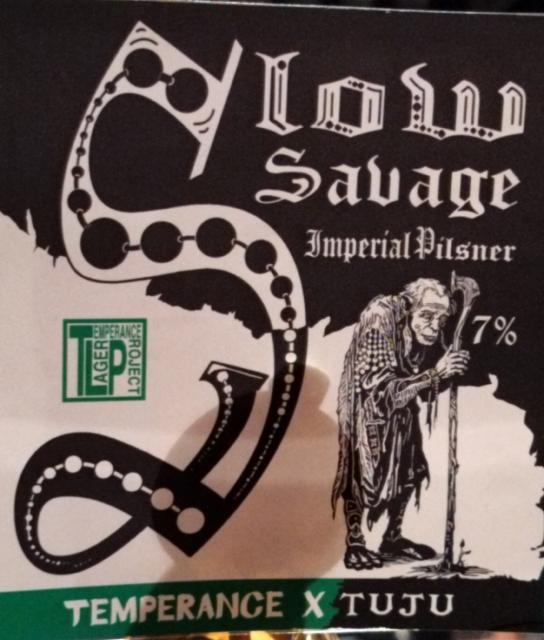 Slow
Savage
Imperial Pilsner
7%
TEMPERANCE
LAGER
PROJECT
TEMPERANCE X TUJU